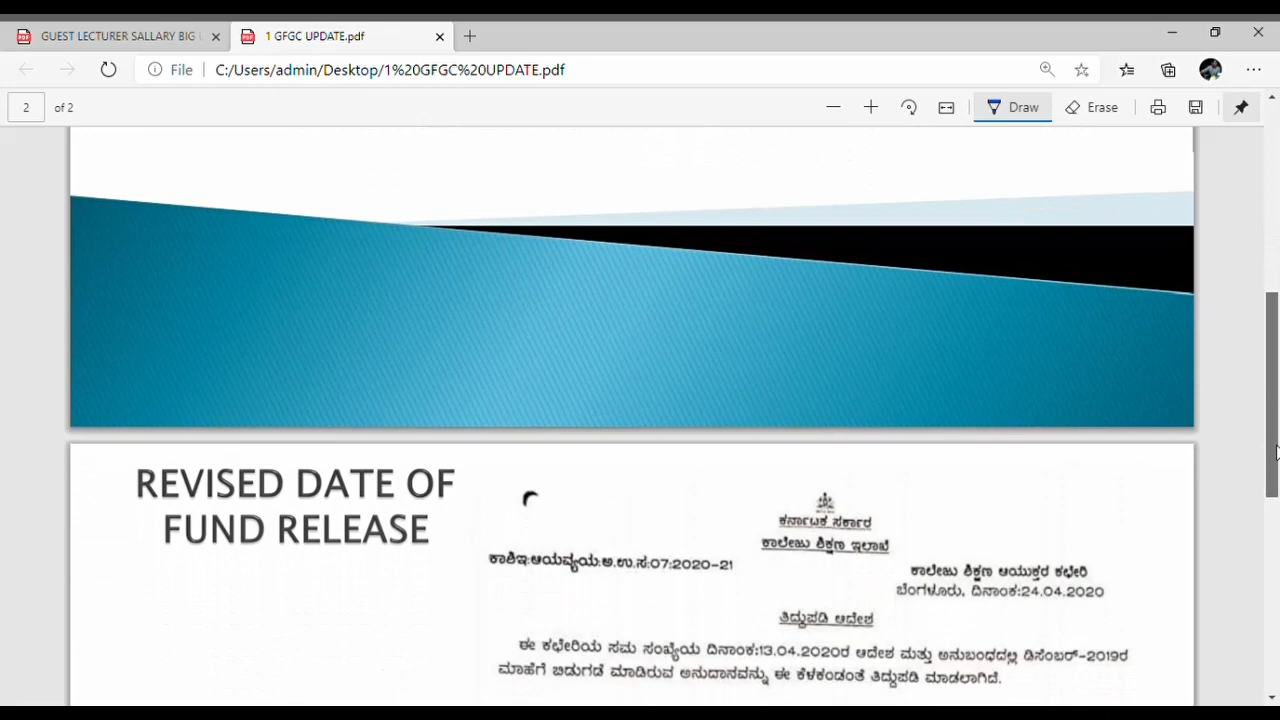 GUEST LECTURER SALLARY BIG
1 GFGC UPDATE.pdf
File
C:/Users/admin/Desktop/1%20GFGC%20UPDATE.pdf
2 of 2
Draw
Erase
REVISED DATE OF
FUND RELEASE
ಕರ್ನಾಟಕ ಸರ್ಕಾರ
ಕಾಲೇಜು ಶಿಕ್ಷಣ ಇಲಾಖೆ
ಕಾಶಿಇ:ಆಯವ್ಯಯ:ಅ.ಉ.ಸ:07:2020-21
ಕಾಲೇಜು ಶಿಕ್ಷಣ ಆಯುಕ್ತರ ಕಛೇರಿ
ಬೆಂಗಳೂರು, ದಿನಾಂಕ:24.04.2020
ತಿದ್ದುಪಡಿ ಆದೇಶ
ಈ ಕಛೇರಿಯ ಸಮ ಸಂಖ್ಯೆಯ ದಿನಾಂಕ:13.04.2020ರ ಆದೇಶ ಮತ್ತು ಅನುಬಂಧದಲ್ಲ ಡಿಸೆಂಬರ್-2019ರ
ಮಾಹೆಗೆ ಬಿಡುಗಡೆ ಮಾಡಿರುವ ಅನುದಾನವನ್ನು ಈ ಕೆಳಕಂಡಂತೆ ತಿದ್ದುಪಡಿ ಮಾಡಲಾಗಿದೆ.